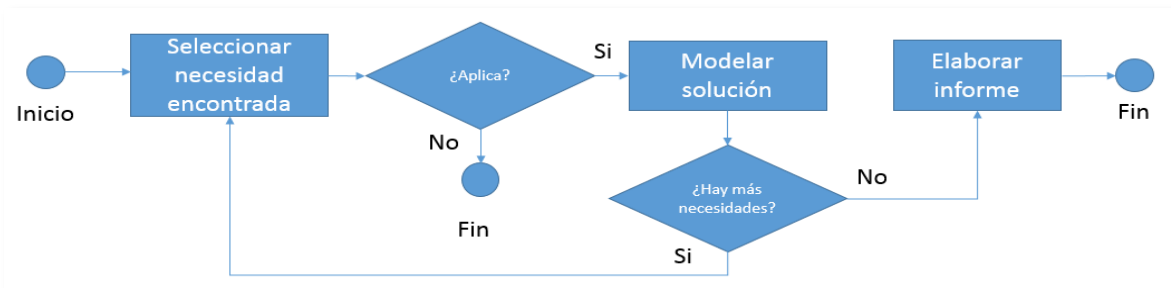 Inicio
Seleccionar
necesidad
encontrada
¿Aplica?
Si
No
Fin
Modelar
solución
¿Hay más
necesidades?
Si
No
Elaborar
informe
Fin